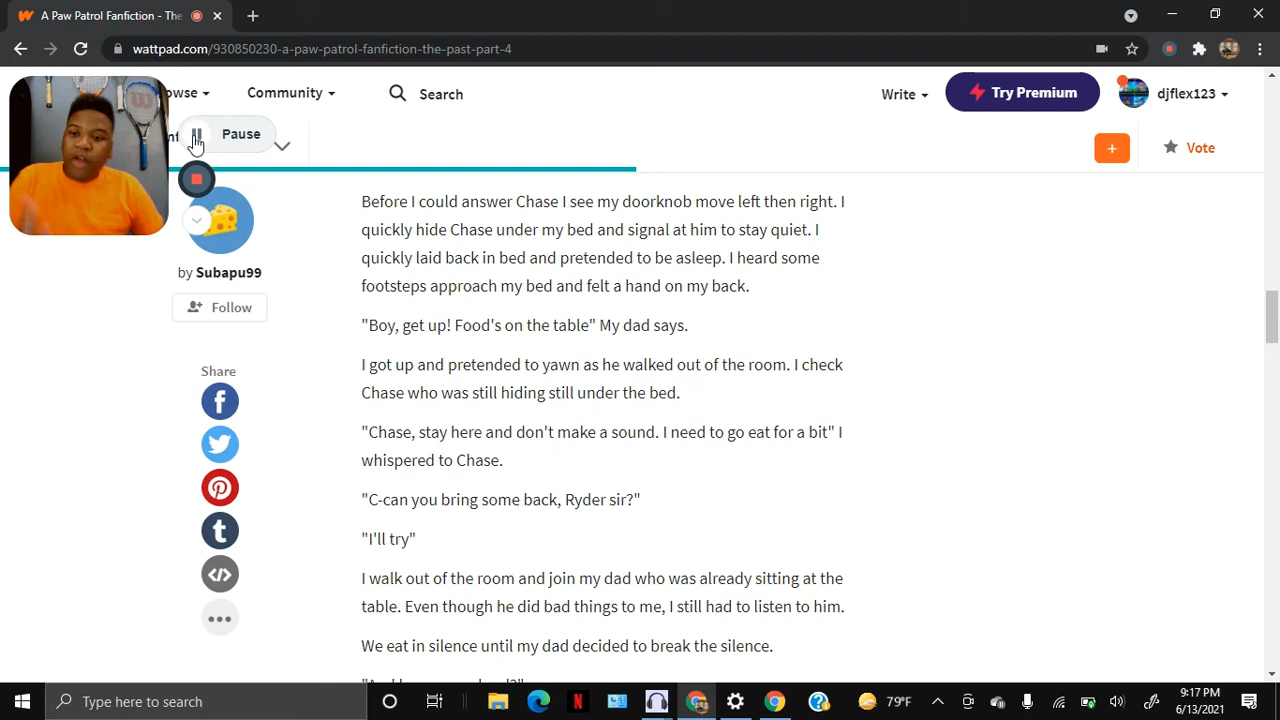 A Paw Patrol Fanfiction - The
wattpad.com/930850230-a-paw-patrol-fanfiction-the-past-part-4
owse
Community
Search
Write
Try Premium
djflex123
Pause
+
Vote
Before I could answer Chase I see my doorknob move left then right. I
quickly hide Chase under my bed and signal at him to stay quiet. I
quickly laid back in bed and pretended to be asleep. I heard some
footsteps approach my bed and felt a hand on my back.
by Subapu99
Follow
"Boy, get up! Food's on the table" My dad says.
I got up and pretended to yawn as he walked out of the room. I check
Chase who was still hiding still under the bed.
Share
"Chase, stay here and don't make a sound. I need to go eat for a bit" I
whispered to Chase.
"C-can you bring some back, Ryder sir?"
"I'll try"
I walk out of the room and join my dad who was already sitting at the
table. Even though he did bad things to me, I still had to listen to him.
We eat in silence until my dad decided to break the silence.
Type here to search
79°F
9:17 PM
6/13/2021